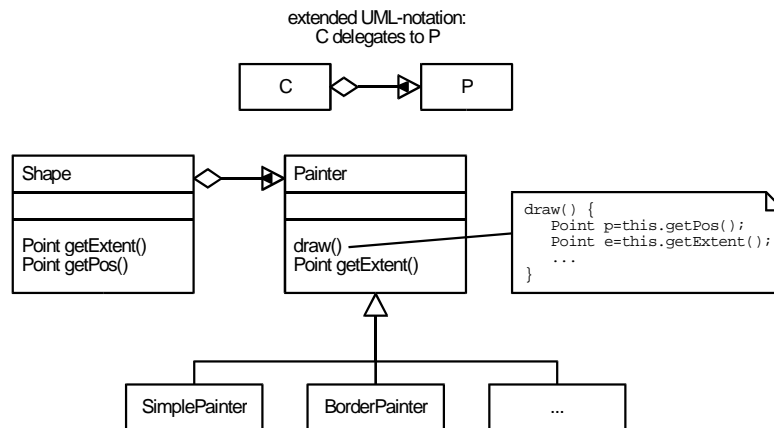 extended UML-notation:
C delegates to P
C
P
Shape
Point getExtent()
Point getPos()
Painter
draw()
Point getExtent()
draw() {
Point p=this.getPos();
Point e=this.getExtent();
...
}
SimplePainter
BorderPainter
...